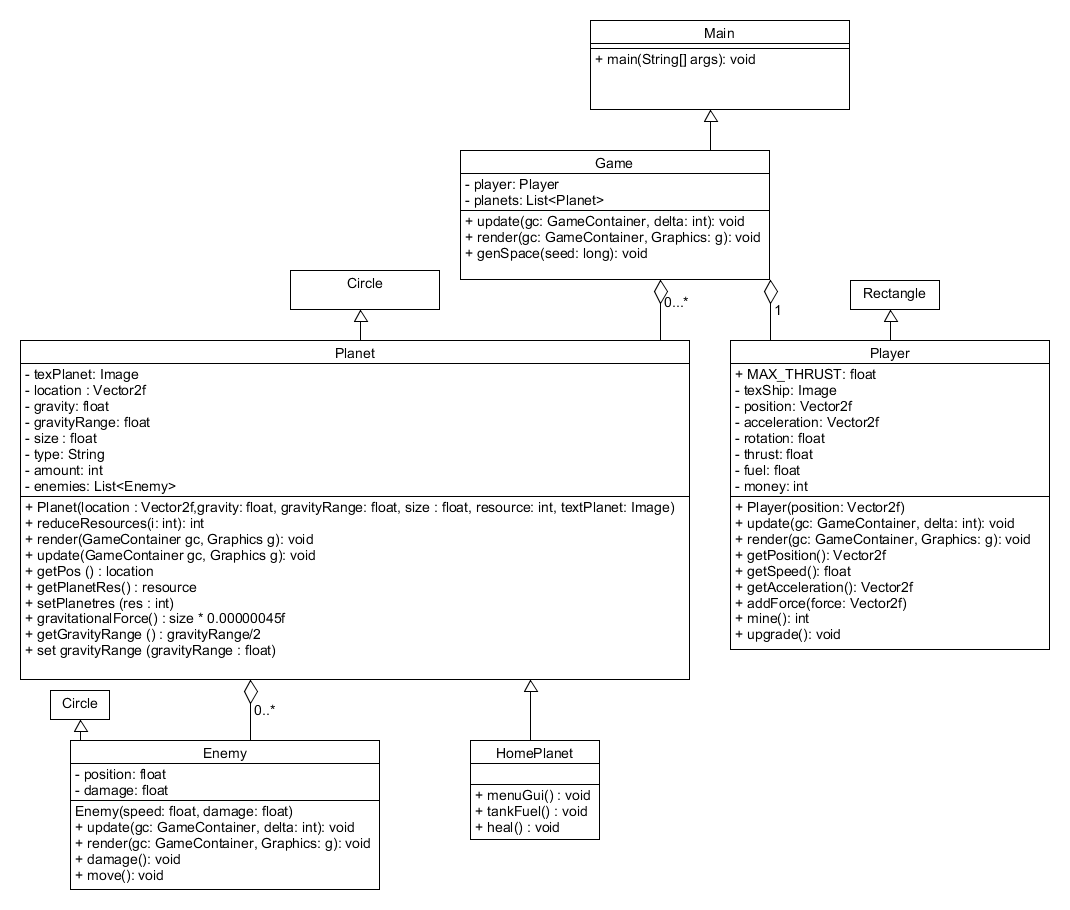 Main
+ main(String[] args): void
Game
- player: Player
- planets: List<Planet>
+ update(gc: GameContainer, delta: int): void
+ render(gc: GameContainer, Graphics: g): void
+ genSpace(seed: long): void
0...*
1
Circle
Rectangle
Planet
- texPlanet: Image
- location : Vector2f
- gravity: float
- gravityRange: float
- size : float
- type: String
- amount: int
- enemies: List<Enemy>
+ Planet(location : Vector2f,gravity: float, gravityRange: float, size : float, resource: int, textPlanet: Image)
+ reduceResources(i: int): int
+ render(GameContainer gc, Graphics g): void
+ update(GameContainer gc, Graphics g): void
+ getPos () : location
+ getPlanetRes() : resource
+ setPlanetres (res : int)
+ gravitationalForce() : size * 0.00000045f
+ getGravityRange () : gravityRange/2
+ set gravityRange (gravityRange : float)
Player
+ MAX_THRUST: float
- texShip: Image
- position: Vector2f
- acceleration: Vector2f
- rotation: float
- thrust: float
- fuel: float
- money: int
+ Player(position: Vector2f)
+ update(gc: GameContainer, delta: int): void
+ render(gc: GameContainer, Graphics: g): void
+ getPosition(): Vector2f
+ getSpeed(): float
+ getAcceleration(): Vector2f
+ addForce(force: Vector2f)
+ mine(): int
+ upgrade(): void
Circle
0..*
Enemy
- position: float
- damage: float
Enemy(speed: float, damage: float)
+ update(gc: GameContainer, delta: int): void
+ render(gc: GameContainer, Graphics: g): void
+ damage(): void
+ move(): void
HomePlanet
+ menuGui() : void
+ tankFuel() : void
+ heal() : void